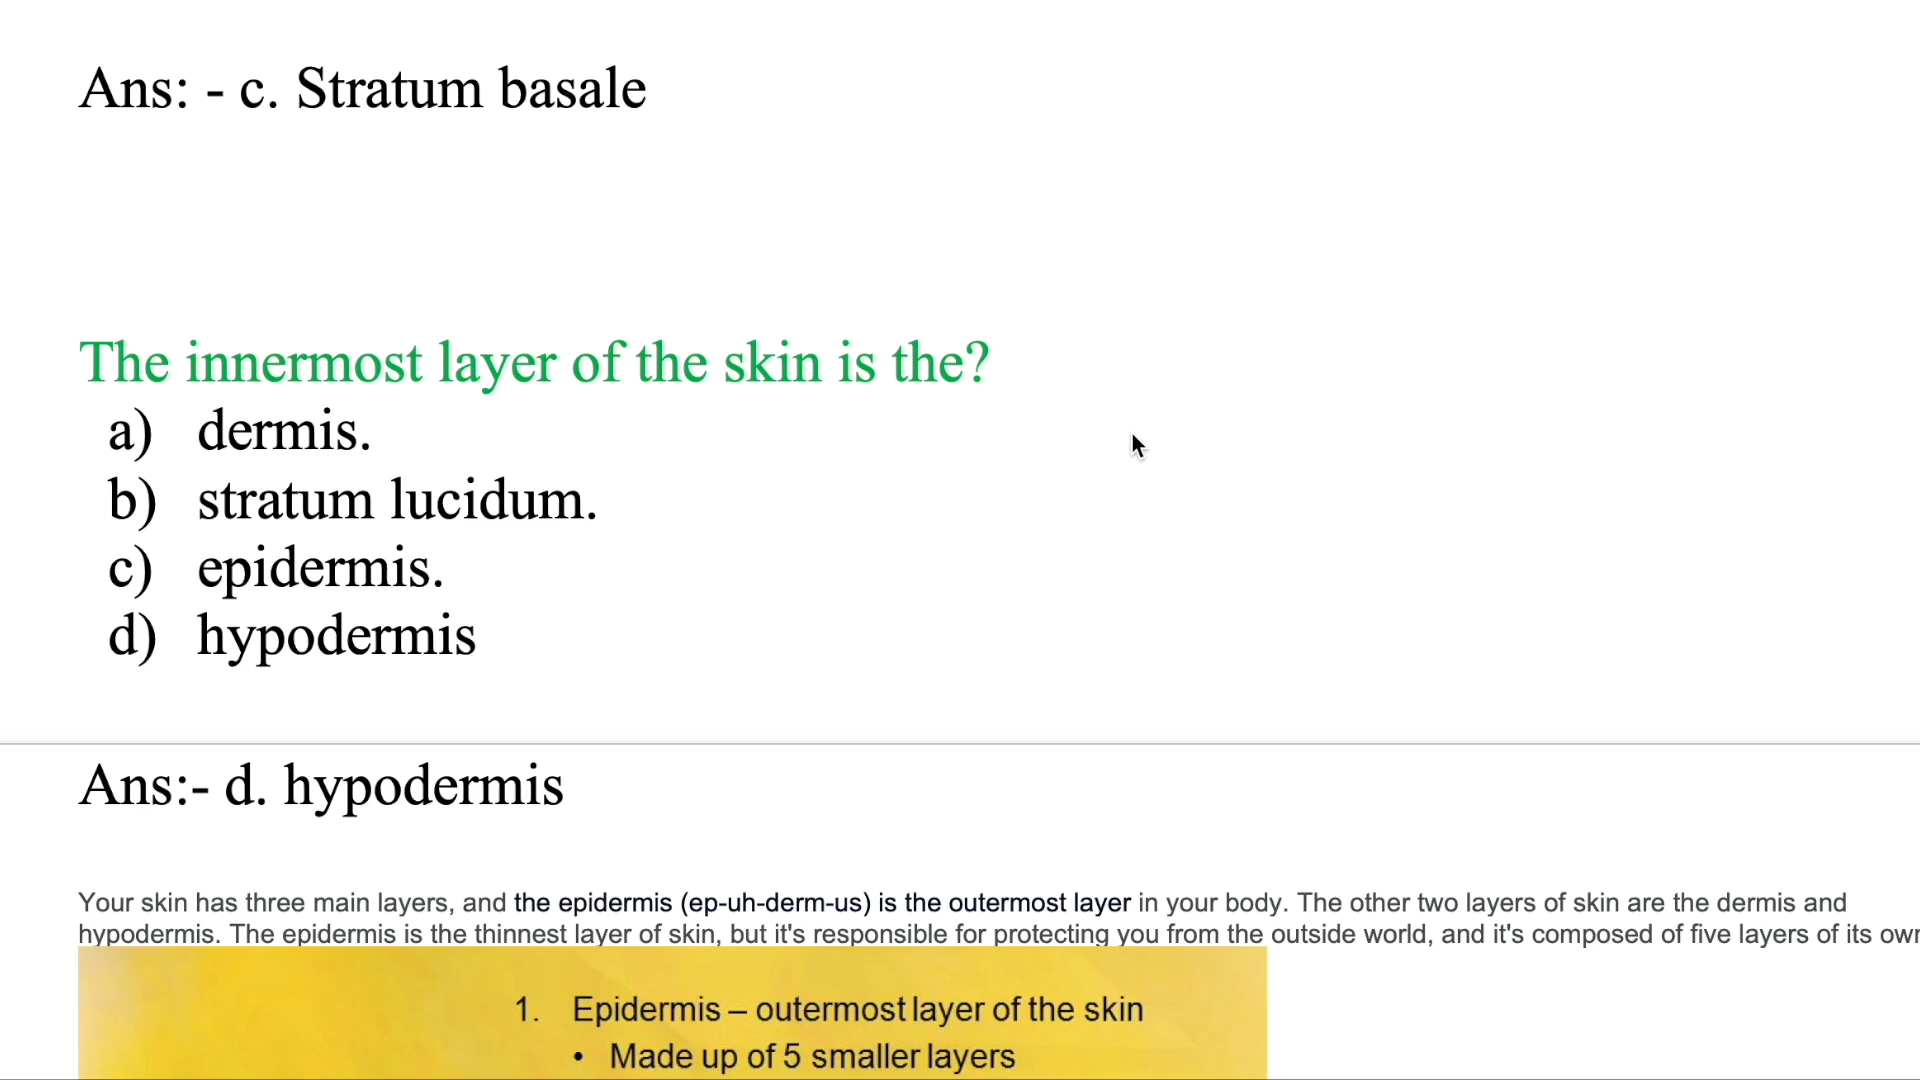 Ans: - c. Stratum basale
The innermost layer of the skin is the?
a) dermis.
b) stratum lucidum.
c) epidermis.
d) hypodermis
Ans:- d. hypodermis
Your skin has three main layers, and the epidermis (ep-uh-derm-us) is the outermost layer in your body. The other two layers of skin are the dermis and
hypodermis. The epidermis is the thinnest layer of skin, but it's responsible for protecting you from the outside world, and it's composed of five layers of its own
1. Epidermis – outermost layer of the skin
• Made up of 5 smaller layers